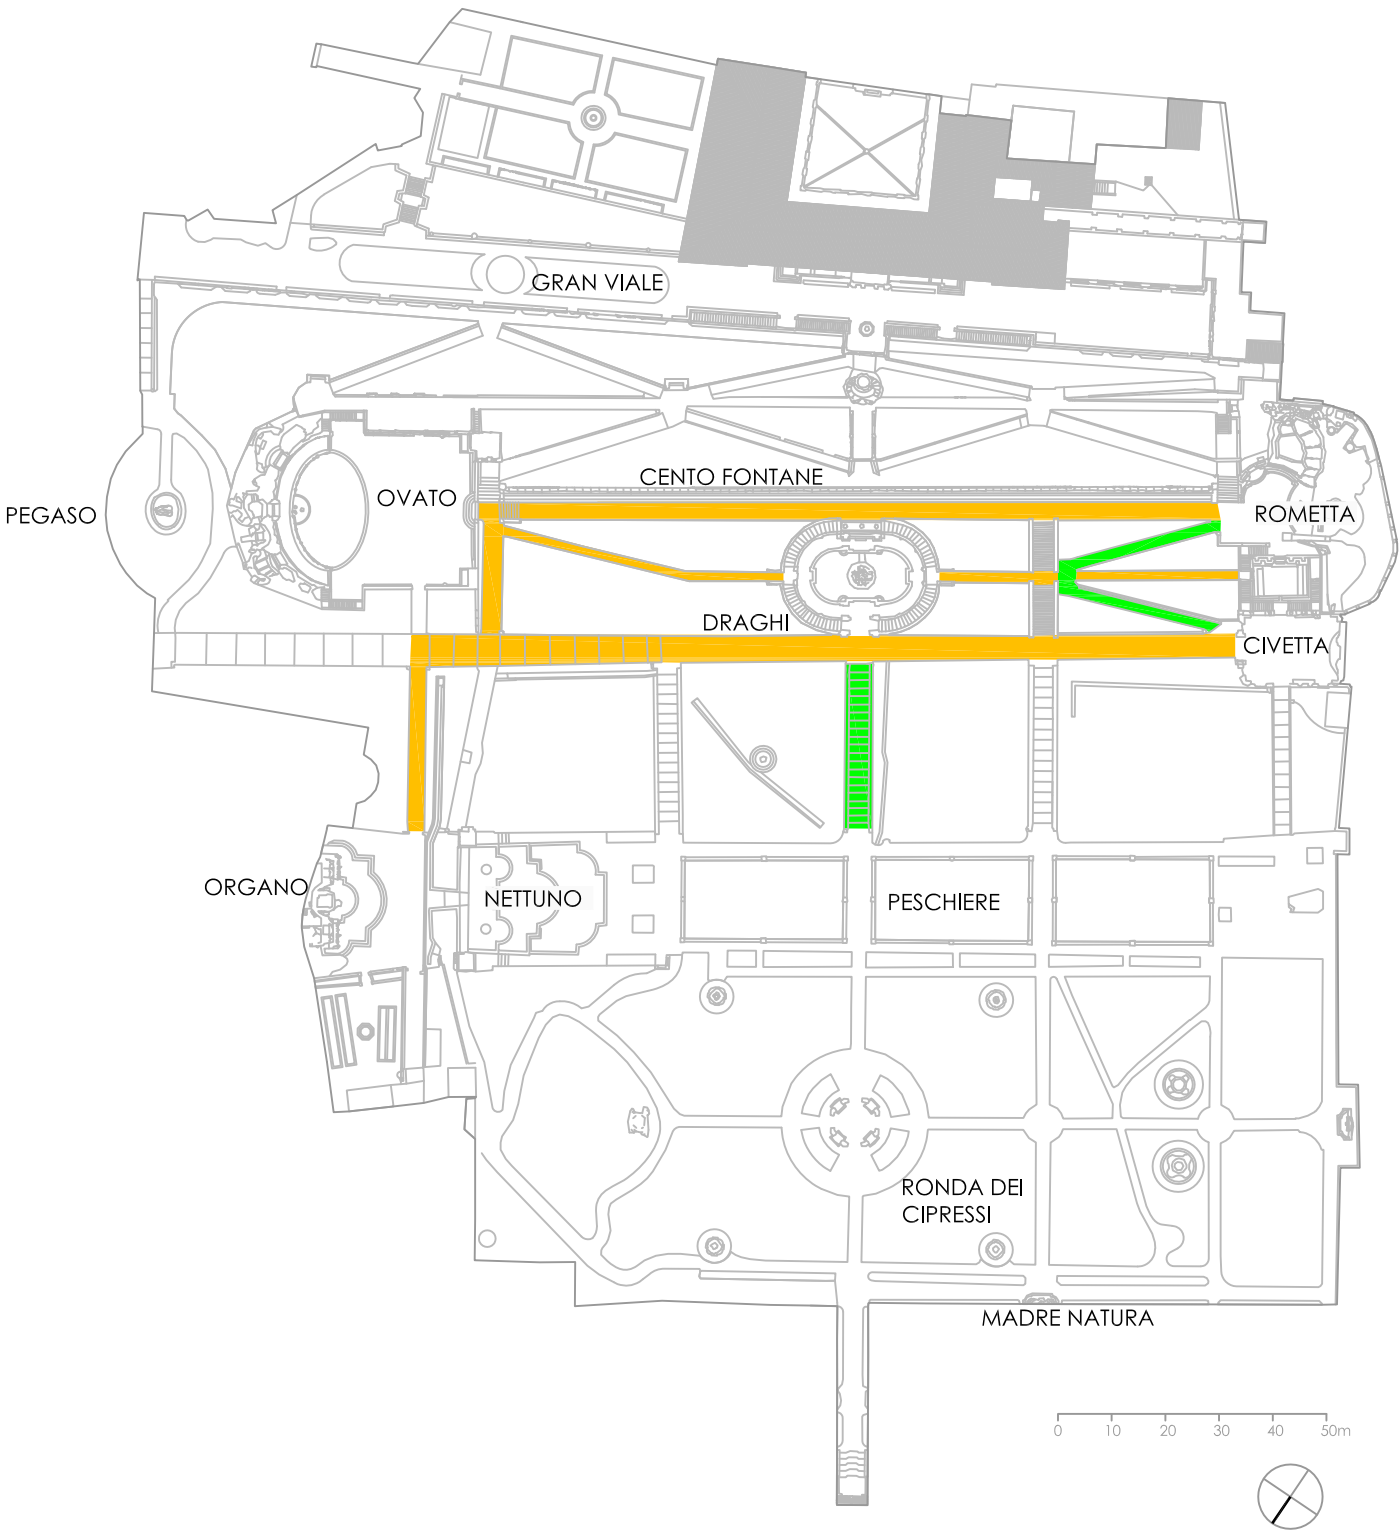 GRAN VIALE
CENTO FONTANE
OVATO
PEGASO
ROMETTA
DRAGHI
CIVETTA
ORGANO
NETTUNO
PESCHIERE
RONDA DEI
CIPRESSI
MADRE NATURA
0 10 20 30 40 50m